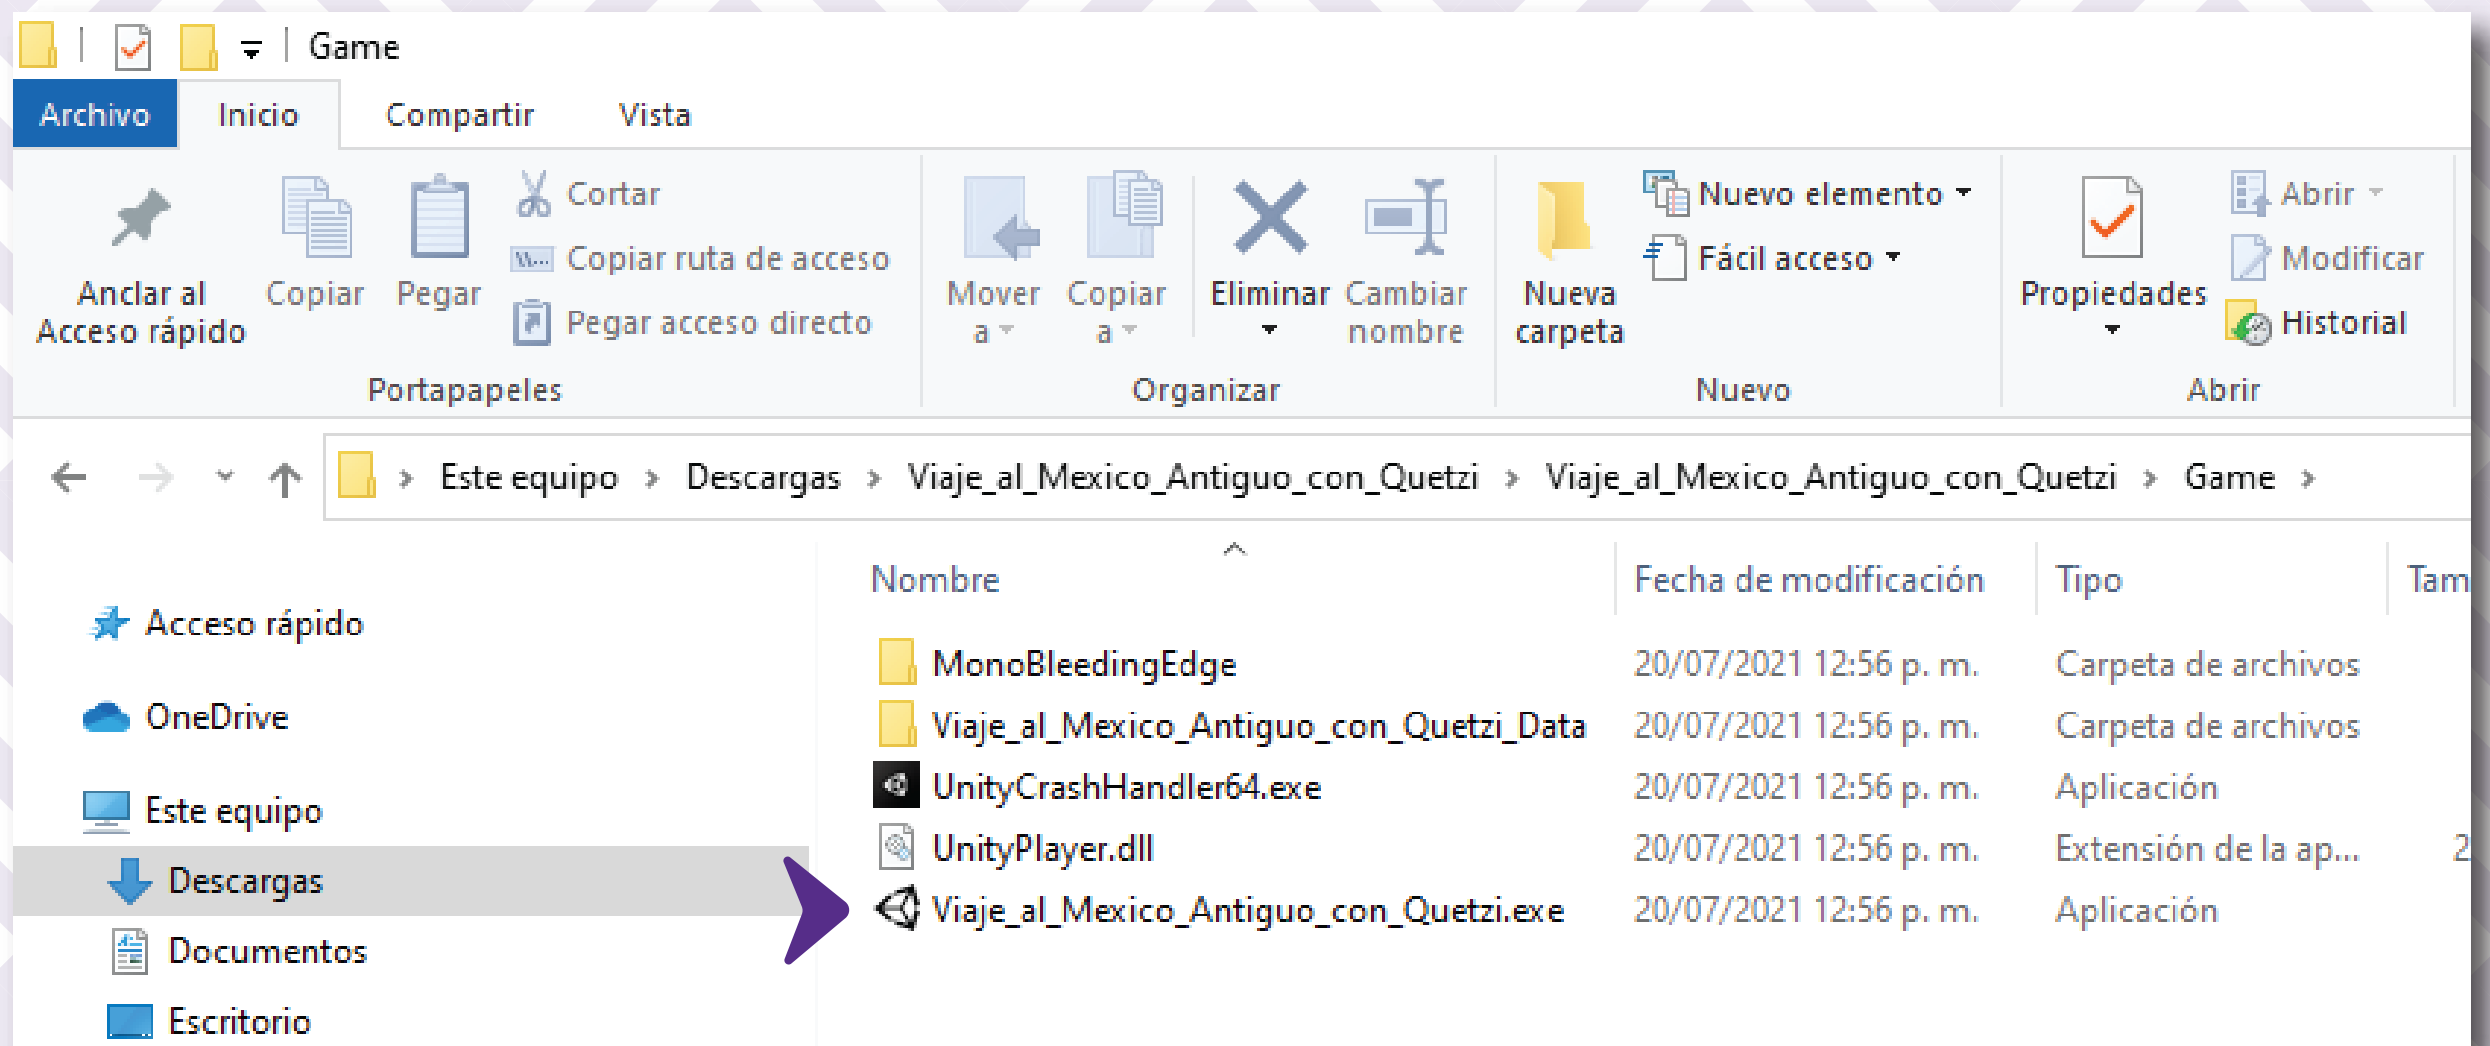 Game
Archivo Inicio Compartir Vista
Anclar al Acceso rápido
Copiar
Pegar
Cortar
Copiar ruta de acceso
Pegar acceso directo
Portapapeles
Mover a
Copiar a
Eliminar
Cambiar nombre
Organizar
Nueva carpeta
Nuevo elemento
Fácil acceso
Nuevo
Propiedades
Abrir
Modificar
Historial
Abrir
Este equipo > Descargas > Viaje_al_Mexico_Antiguo_con_Quetzi > Viaje_al_Mexico_Antiguo_con_Quetzi > Game >
Acceso rápido
OneDrive
Este equipo
Descargas
Documentos
Escritorio
Nombre Fecha de modificación Tipo Tam
MonoBleedingEdge 20/07/2021 12:56 p. m. Carpeta de archivos
Viaje_al_Mexico_Antiguo_con_Quetzi_Data 20/07/2021 12:56 p. m. Carpeta de archivos
UnityCrashHandler64.exe 20/07/2021 12:56 p. m. Aplicación
UnityPlayer.dll 20/07/2021 12:56 p. m. Extensión de la ap... 2
Viaje_al_Mexico_Antiguo_con_Quetzi.exe 20/07/2021 12:56 p. m. Aplicación